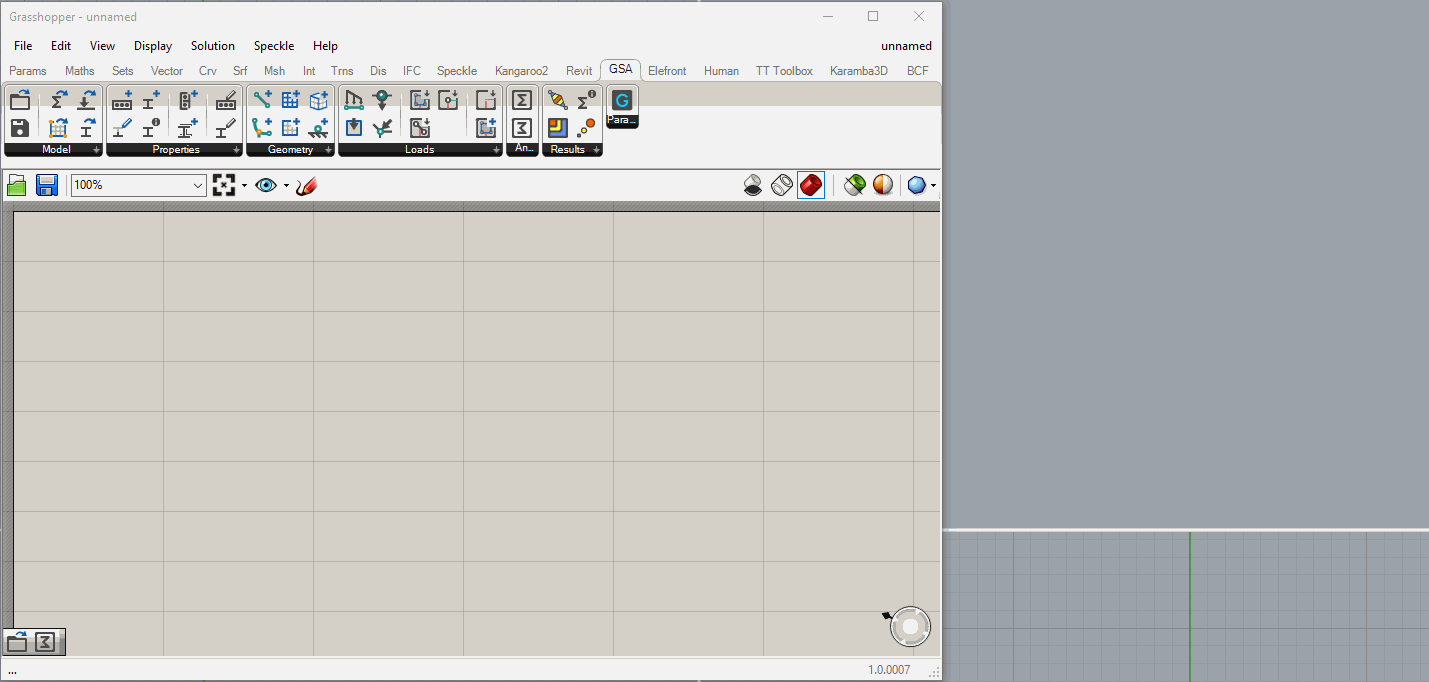 Grasshopper - unnamed
File Edit View Display Solution Speckle Help unnamed
Params Maths Sets Vector Crv Srf Msh Int Trns Dis IFC Speckle Kangaroo2 Revit GSA Elefront Human TT Toolbox Karamba3D BCF
G
Para...
Model + Properties + Geometry + Loads + An... Results +
100%
...
1.0.0007